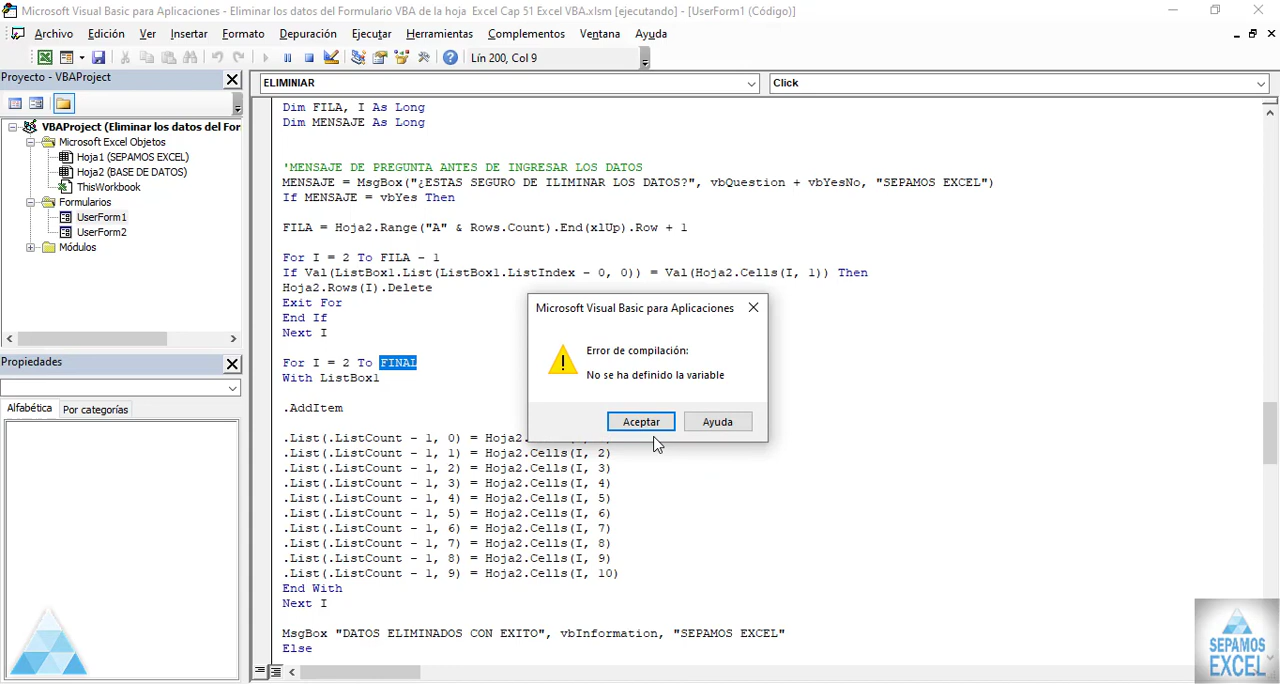 Microsoft Visual Basic para Aplicaciones - Eliminar los datos del Formulario VBA de la hoja  Excel Cap 51 Excel VBA.xlsm [ejecutando] - [UserForm1 (Código)]
Archivo Edición Ver Insertar Formato Depuración Ejecutar Herramientas Complementos Ventana Ayuda
Lín 200, Col 9
Proyecto - VBAProject
VBAProject (Eliminar los datos del For
Microsoft Excel Objetos
Hoja1 (SEPAMOS EXCEL)
Hoja2 (BASE DE DATOS)
ThisWorkbook
Formularios
UserForm1
UserForm2
Módulos
Propiedades
Alfabética Por categorías
ELIMINIAR Click
Dim FILA, I As Long
Dim MENSAJE As Long
'MENSAJE DE PREGUNTA ANTES DE INGRESAR LOS DATOS
MENSAJE = MsgBox("¿ESTAS SEGURO DE ILIMINAR LOS DATOS?", vbQuestion + vbYesNo, "SEPAMOS EXCEL")
If MENSAJE = vbYes Then
FILA = Hoja2.Range("A" & Rows.Count).End(xlUp).Row + 1
For I = 2 To FILA - 1
If Val(ListBox1.List(ListBox1.ListIndex - 0, 0)) = Val(Hoja2.Cells(I, 1)) Then
Hoja2.Rows(I).Delete
Exit For
End If
Next I
For I = 2 To FINAL
With ListBox1
.AddItem
.List(.ListCount - 1, 0) = Hoja2.
.List(.ListCount - 1, 1) = Hoja2.Cells(I, 2)
.List(.ListCount - 1, 2) = Hoja2.Cells(I, 3)
.List(.ListCount - 1, 3) = Hoja2.Cells(I, 4)
.List(.ListCount - 1, 4) = Hoja2.Cells(I, 5)
.List(.ListCount - 1, 5) = Hoja2.Cells(I, 6)
.List(.ListCount - 1, 6) = Hoja2.Cells(I, 7)
.List(.ListCount - 1, 7) = Hoja2.Cells(I, 8)
.List(.ListCount - 1, 8) = Hoja2.Cells(I, 9)
.List(.ListCount - 1, 9) = Hoja2.Cells(I, 10)
End With
Next I
MsgBox "DATOS ELIMINADOS CON EXITO", vbInformation, "SEPAMOS EXCEL"
Else
Microsoft Visual Basic para Aplicaciones
Error de compilación:
No se ha definido la variable
Aceptar Ayuda
SEPAMOS
EXCEL